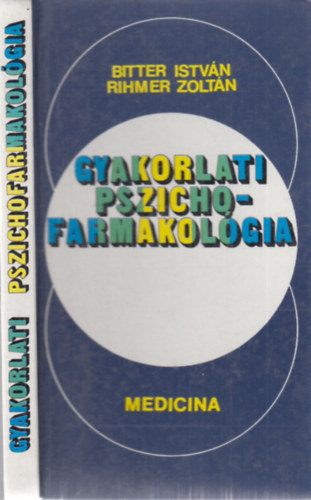 GYAKORLATI PSZICHOFARMAKOLÓGIA
BITTER ISTVÁN
RIHMER ZOLTÁN
GYAKORLATI
PSZICHO-
FARMAKOLÓGIA
MEDICINA